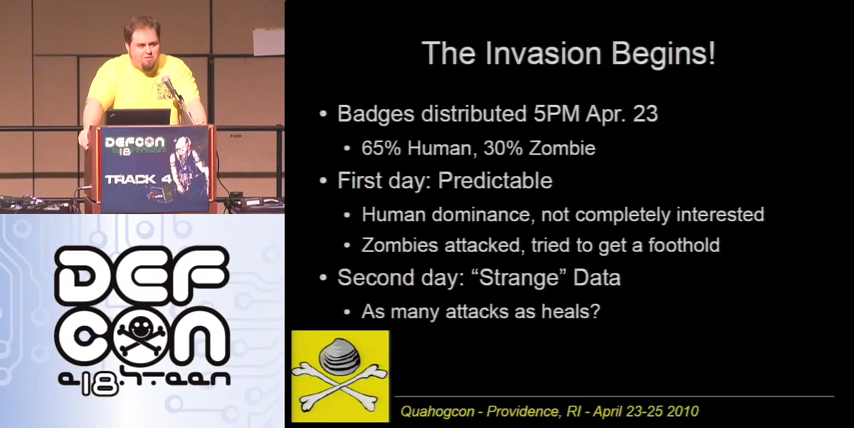 DEFCON
18
TRACK 4
DEF
CON
e18hteen
The Invasion Begins!
• Badges distributed 5PM Apr. 23
• 65% Human, 30% Zombie
• First day: Predictable
• Human dominance, not completely interested
• Zombies attacked, tried to get a foothold
• Second day: “Strange” Data
• As many attacks as heals?
Quahogcon - Providence, RI - April 23-25 2010